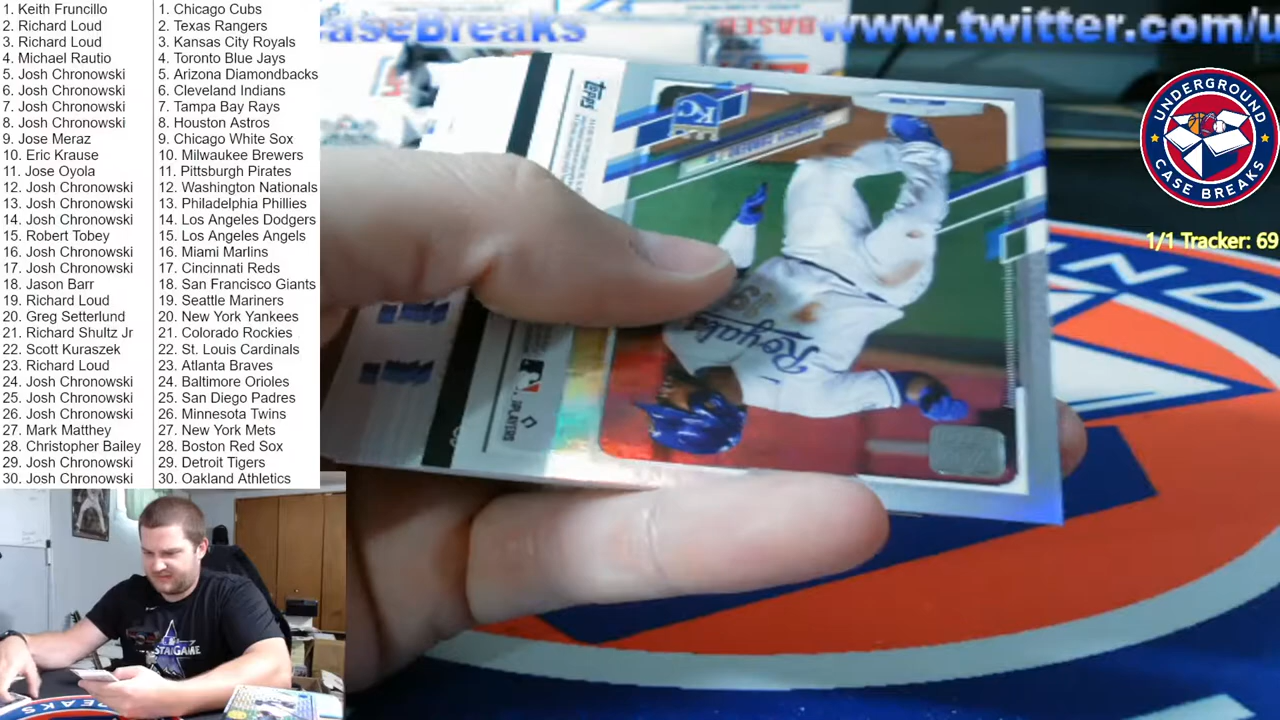 1. Keith Fruncillo
2. Richard Loud
3. Richard Loud
4. Michael Rautio
5. Josh Chronowski
6. Josh Chronowski
7. Josh Chronowski
8. Josh Chronowski
9. Jose Meraz
10. Eric Krause
11. Jose Oyola
12. Josh Chronowski
13. Josh Chronowski
14. Josh Chronowski
15. Robert Tobey
16. Josh Chronowski
17. Josh Chronowski
18. Jason Barr
19. Richard Loud
20. Greg Setterlund
21. Richard Shultz Jr
22. Scott Kuraszek
23. Richard Loud
24. Josh Chronowski
25. Josh Chronowski
26. Josh Chronowski
27. Mark Matthey
28. Christopher Bailey
29. Josh Chronowski
30. Josh Chronowski
1. Chicago Cubs
2. Texas Rangers
3. Kansas City Royals
4. Toronto Blue Jays
5. Arizona Diamondbacks
6. Cleveland Indians
7. Tampa Bay Rays
8. Houston Astros
9. Chicago White Sox
10. Milwaukee Brewers
11. Pittsburgh Pirates
12. Washington Nationals
13. Philadelphia Phillies
14. Los Angeles Dodgers
15. Los Angeles Angels
16. Miami Marlins
17. Cincinnati Reds
18. San Francisco Giants
19. Seattle Mariners
20. New York Yankees
21. Colorado Rockies
22. St. Louis Cardinals
23. Atlanta Braves
24. Baltimore Orioles
25. San Diego Padres
26. Minnesota Twins
27. New York Mets
28. Boston Red Sox
29. Detroit Tigers
30. Oakland Athletics
CaseBreaks
www.twitter.com/u
UNDERGROUND
CASE BREAKS
1/1 Tracker: 69
topps
KC
Royals
PLAYERS
ND